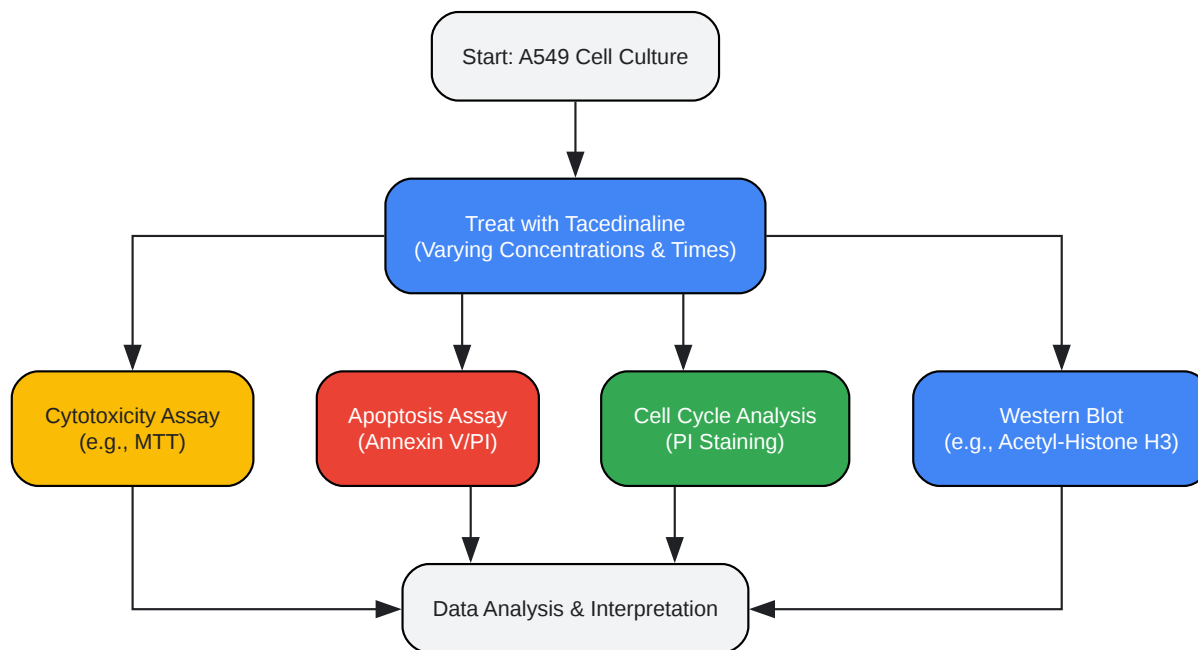 Start: A549 Cell Culture
Treat with Tacedinaline
(Varying Concentrations & Times)
Cytotoxicity Assay
(e.g., MTT)
Apoptosis Assay
(Annexin V/PI)
Cell Cycle Analysis
(PI Staining)
Western Blot
(e.g., Acetyl-Histone H3)
Data Analysis & Interpretation